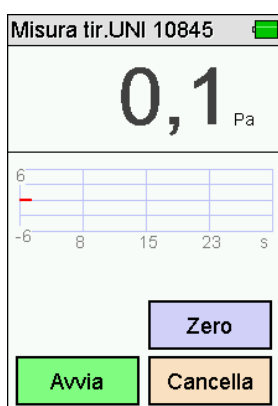 Misura tir.UNI 10845
0,1 Pa
6
-6 8 15 23 s
Zero
Avvia Cancella